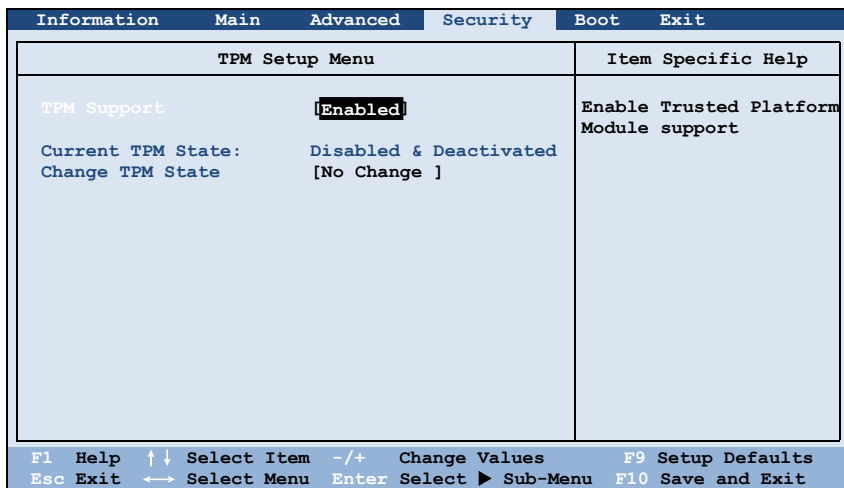 Information Main Advanced Security Boot Exit
TPM Setup Menu Item Specific Help
TPM Support [Enabled] Enable Trusted Platform
Module support
Current TPM State: Disabled & Deactivated
Change TPM State [No Change ]
F1 Help ↑↓ Select Item -/+ Change Values F9 Setup Defaults
Esc Exit ←→ Select Menu Enter Select ▶ Sub-Menu F10 Save and Exit